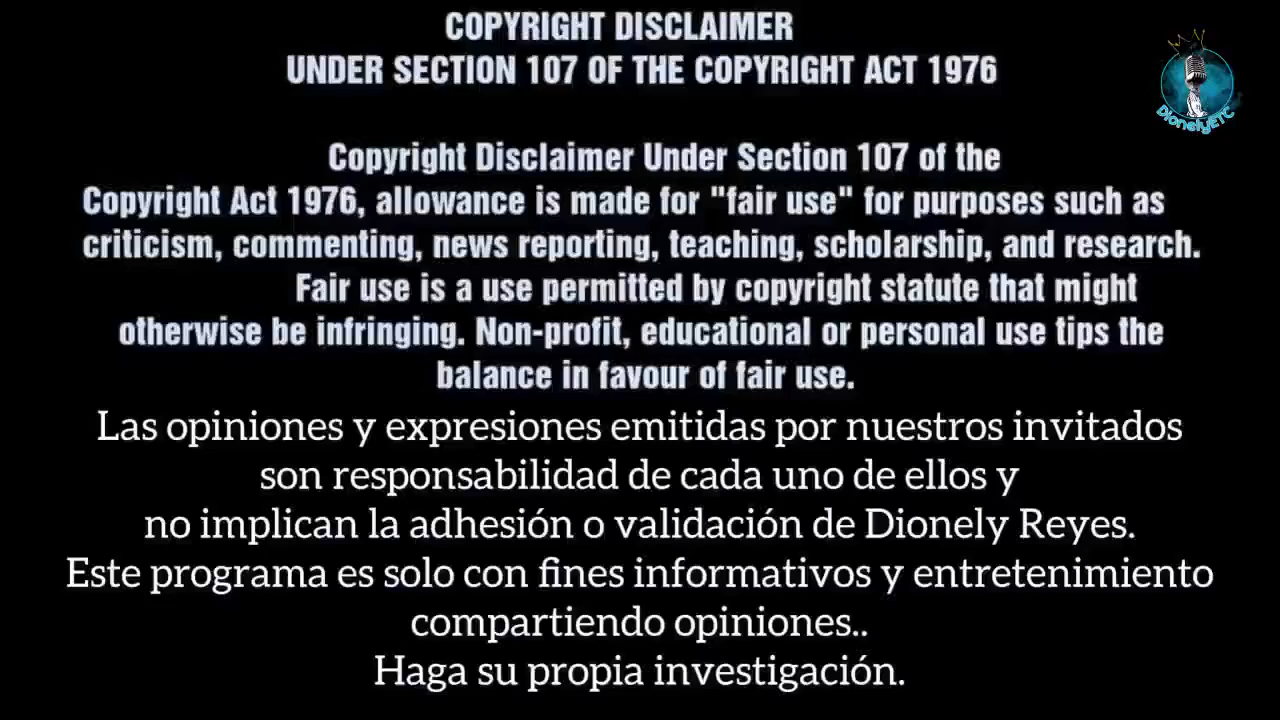 COPYRIGHT DISCLAIMER
UNDER SECTION 107 OF THE COPYRIGHT ACT 1976
DionelyETC
Copyright Disclaimer Under Section 107 of the
Copyright Act 1976, allowance is made for "fair use" for purposes such as
criticism, commenting, news reporting, teaching, scholarship, and research.
Fair use is a use permitted by copyright statute that might
otherwise be infringing. Non-profit, educational or personal use tips the
balance in favour of fair use.
Las opiniones y expresiones emitidas por nuestros invitados
son responsabilidad de cada uno de ellos y
no implican la adhesión o validación de Dionely Reyes.
Este programa es solo con fines informativos y entretenimiento
compartiendo opiniones..
Haga su propia investigación.